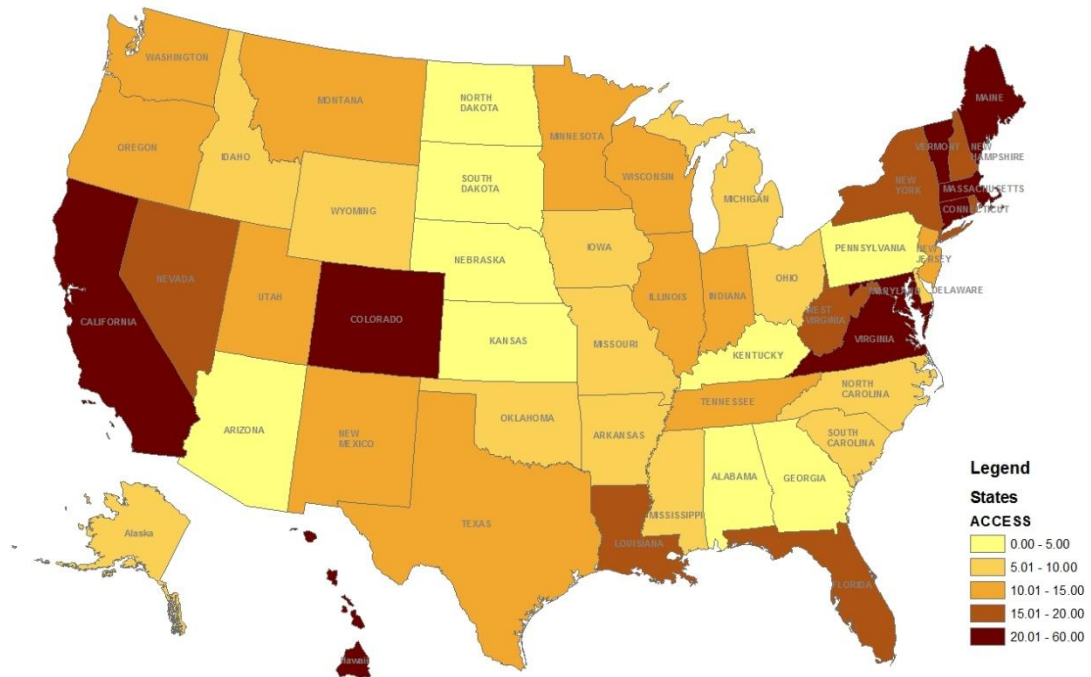 WASHINGTON
MONTANA
NORTH
DAKOTA
MINNESOTA
MAINE
OREGON
IDAHO
WISCONSIN
VERMONT
NEW
HAMPSHIRE
SOUTH
DAKOTA
MICHIGAN
NEW
YORK
MASSACHUSETTS
WYOMING
CONNECTICUT
IOWA
PENNSYLVANIA
NEW
JERSEY
NEBRASKA
OHIO
NEVADA
UTAH
ILLINOIS
INDIANA
MARYLAND
DELAWARE
CALIFORNIA
COLORADO
WEST
VIRGINIA
VIRGINIA
KANSAS
MISSOURI
KENTUCKY
NORTH
CAROLINA
TENNESSEE
OKLAHOMA
ARIZONA
NEW
MEXICO
ARKANSAS
SOUTH
CAROLINA
ALABAMA
GEORGIA
MISSISSIPPI
TEXAS
LOUISIANA
FLORIDA
Alaska
Hawaii
Legend
States
ACCESS
0.00 - 5.00
5.01 - 10.00
10.01 - 15.00
15.01 - 20.00
20.01 - 60.00